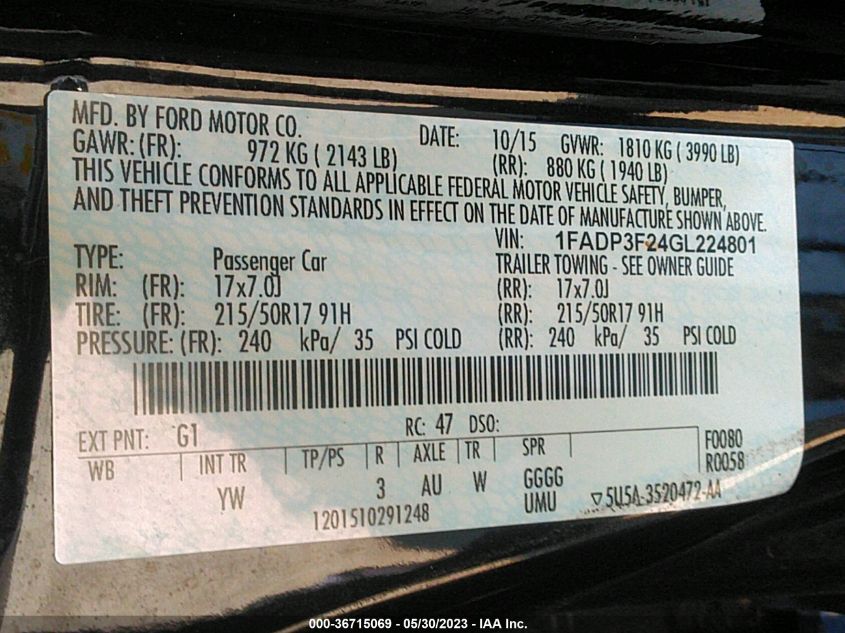 MFD. BY FORD MOTOR CO. DATE: 10/15 GVWR: 1810 KG ( 3990 LB)
GAWR: (FR): 972 KG ( 2143 LB) (RR): 880 KG ( 1940 LB)
THIS VEHICLE CONFORMS TO ALL APPLICABLE FEDERAL MOTOR VEHICLE SAFETY, BUMPER,
AND THEFT PREVENTION STANDARDS IN EFFECT ON THE DATE OF MANUFACTURE SHOWN ABOVE.
VIN: 1FADP3F24GL224801
TYPE: Passenger Car TRAILER TOWING - SEE OWNER GUIDE
RIM: (FR): 17x7.0J (RR): 17x7.0J
TIRE: (FR): 215/50R17 91H (RR): 215/50R17 91H
PRESSURE: (FR): 240 kPa/ 35 PSI COLD (RR): 240 kPa/ 35 PSI COLD
EXT PNT: G1 RC: 47 DSO: F0080
WB INT TR TP/PS R AXLE TR SPR R0058
YW 3 AU W GGGG
1201510291248 UMU ▽5U5A-3520472-AA
000-36715069 - 05/30/2023 - IAA Inc.